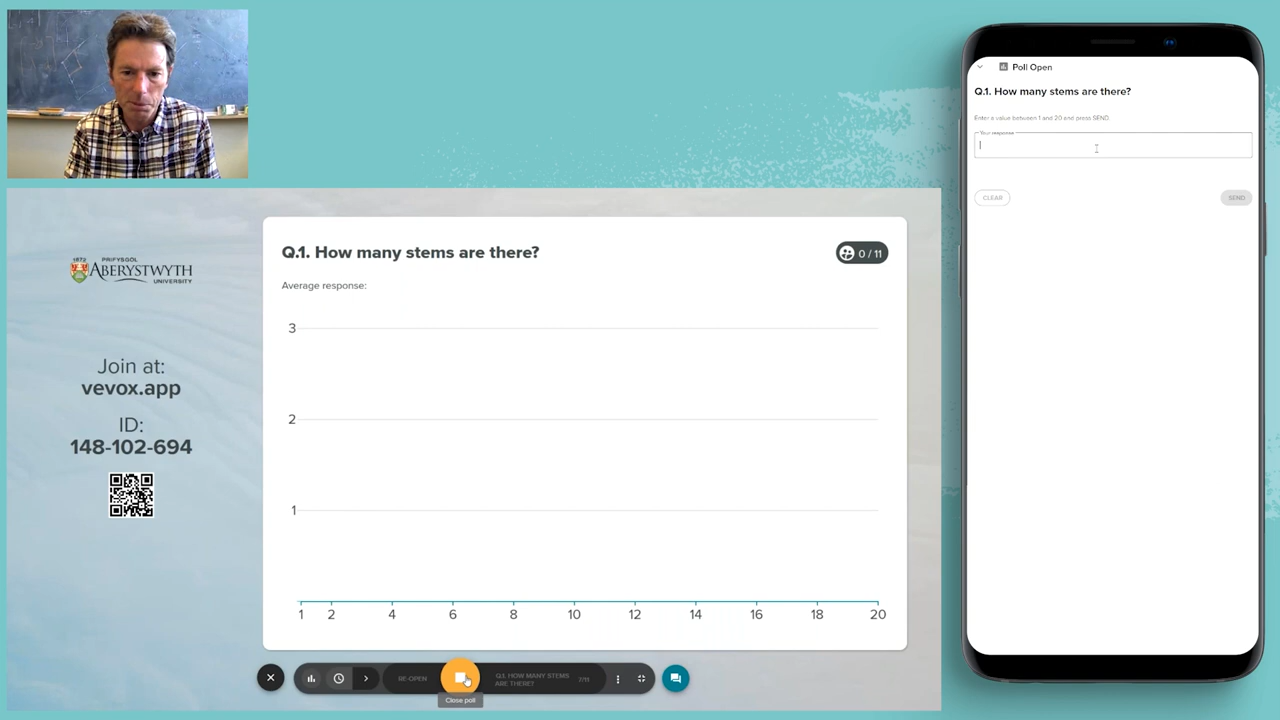 Poll Open
Q.1. How many stems are there?
Enter a value between 1 and 20 and press SEND.
Your response
CLEAR
SEND
1872
PRIFYSGOL
ABERYSTWYTH
UNIVERSITY
Join at:
vevox.app
ID:
148-102-694
Q.1. How many stems are there?
0 / 11
Average response:
3
2
1
1 2 4 6 8 10 12 14 16 18 20
RE-OPEN
Q.1. HOW MANY STEMS
ARE THERE?
7/11
Close poll